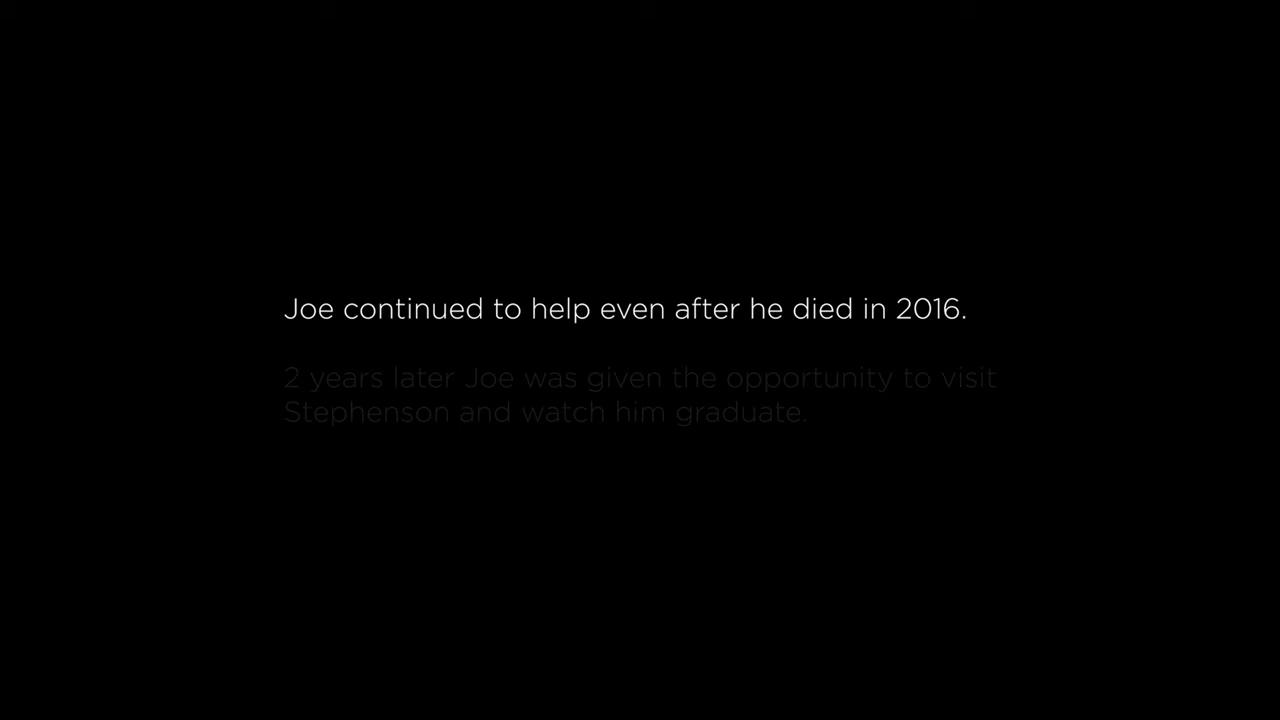 Joe continued to help even after he died in 2016.
2 years later Joe was given the opportunity to visit
Stephenson and watch him graduate.